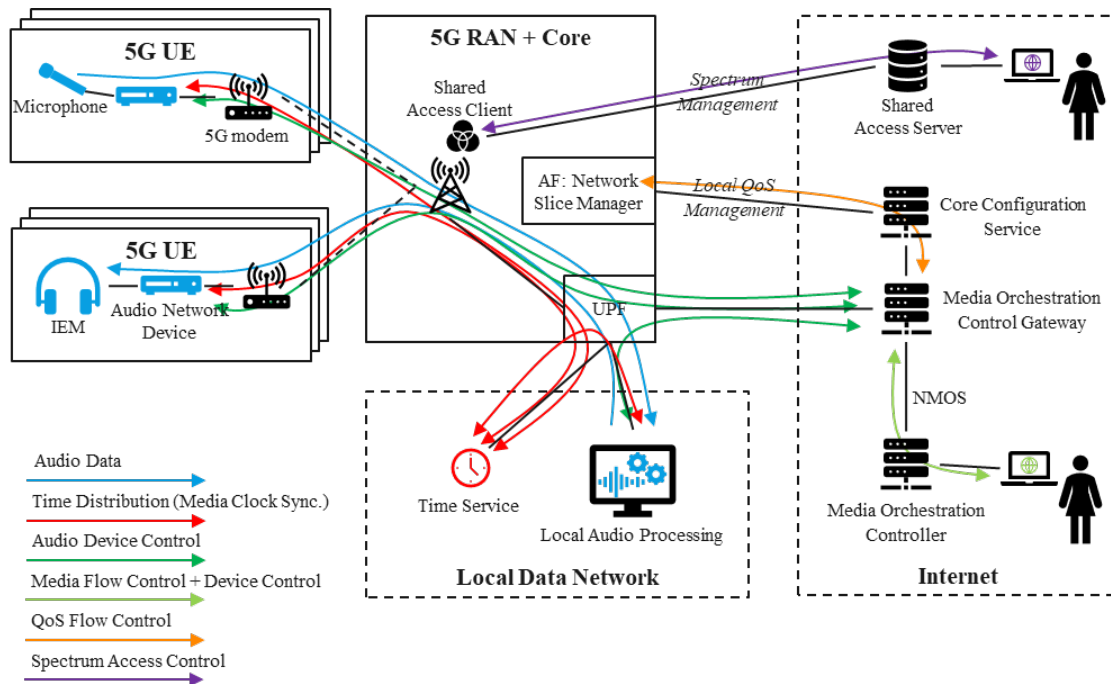 5G UE
Microphone
5G modem
5G UE
IEM
Audio Network
Device
5G RAN + Core
Shared
Access Client
AF: Network
Slice Manager
UPF
Spectrum
Management
Local QoS
Management
Shared
Access Server
Core Configuration
Service
Media Orchestration
Control Gateway
NMOS
Media Orchestration
Controller
Internet
Time Service
Local Audio Processing
Local Data Network
Audio Data
Time Distribution (Media Clock Sync.)
Audio Device Control
Media Flow Control + Device Control
QoS Flow Control
Spectrum Access Control